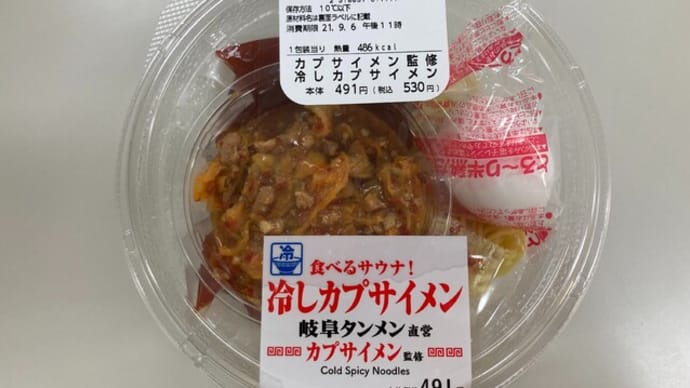 保存方法 10℃以下
原材料名は裏面ラベルに記載
消費期限 21.9.6 午後11時
1包装当り 熱量 486kcal
カプサイメン監修
冷しカプサイメン
本体 491円(税込 530円)
とろ〜り半熟
冷
食べるサウナ!
冷しカプサイメン
岐阜タンメン直営
カプサイメン監修
Cold Spicy Noodles
491